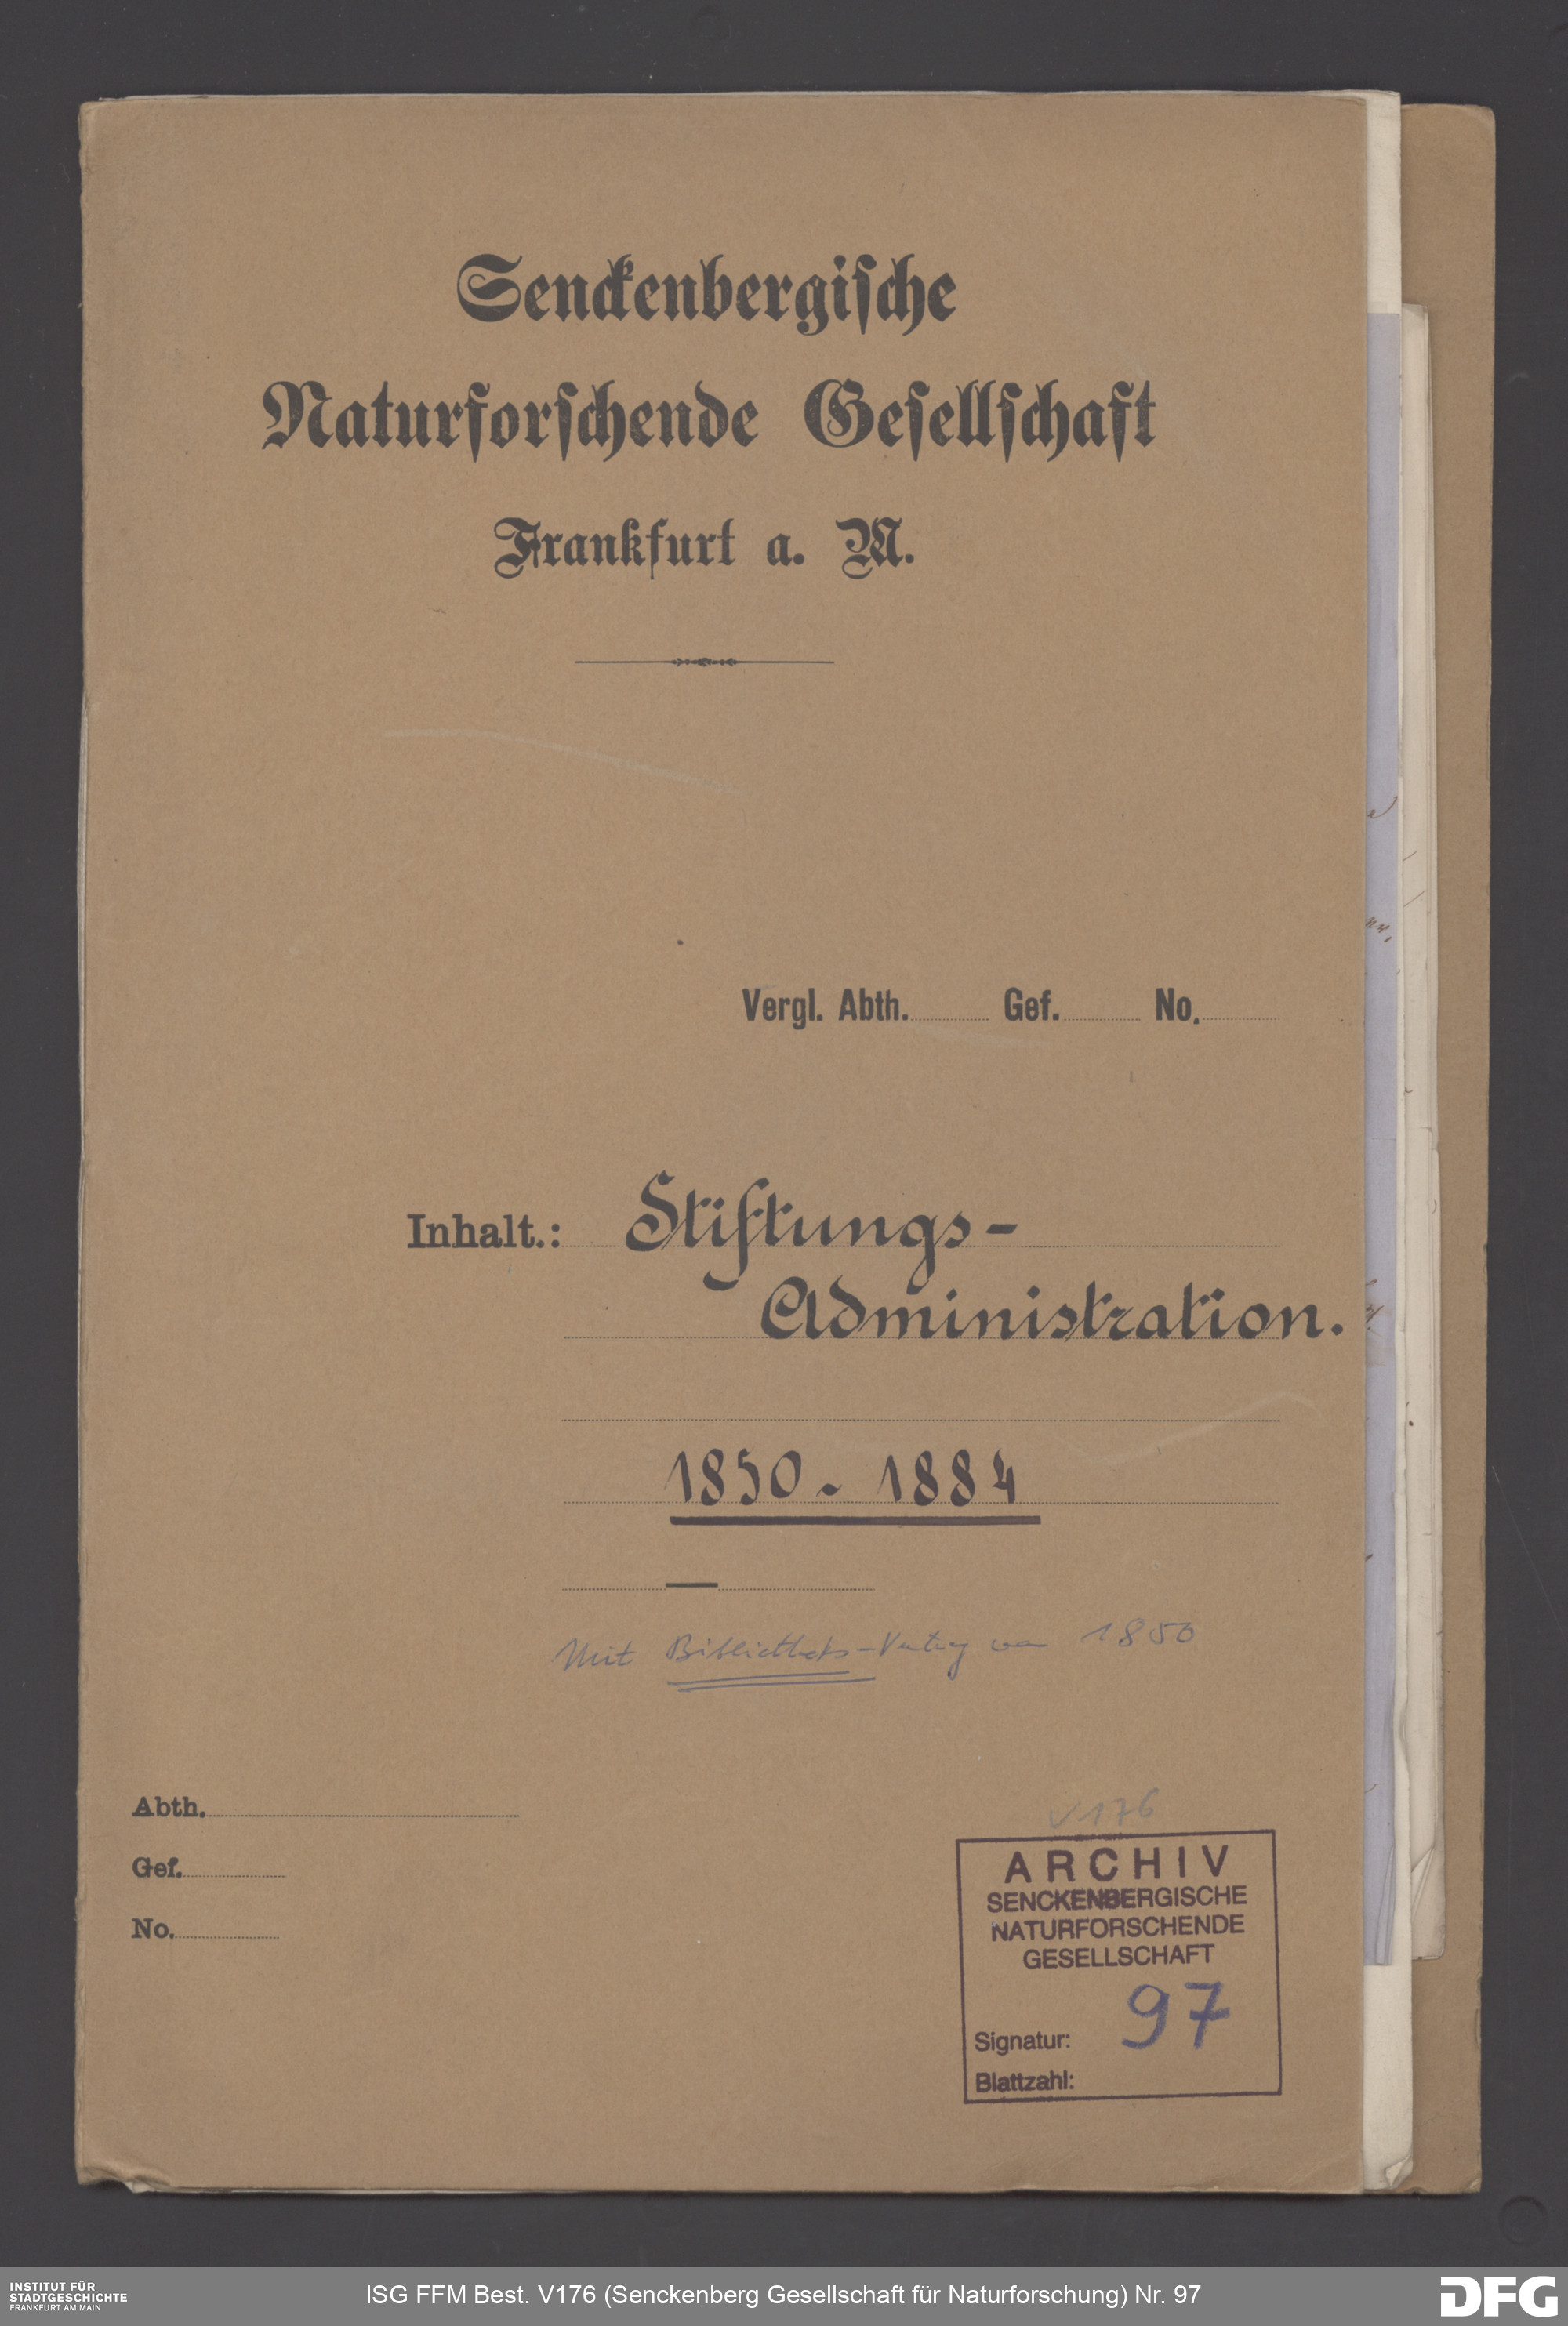 Senckenbergische
Naturforschende Gesellschaft
Frankfurt a. M.
Vergl. Abth. Gef. No.
Inhalt.: Stiftungs-
Administration.
1850 - 1884
Mit Bibliotheks-Vertrag von 1850
Abth.
Gef.
No.
V 176
ARCHIV
SENCKENBERGISCHE
NATURFORSCHENDE
GESELLSCHAFT
Signatur: 97
Blattzahl:
INSTITUT FÜR
STADTGESCHICHTE
FRANKFURT AM MAIN
ISG FFM Best. V176 (Senckenberg Gesellschaft für Naturforschung) Nr. 97
DFG